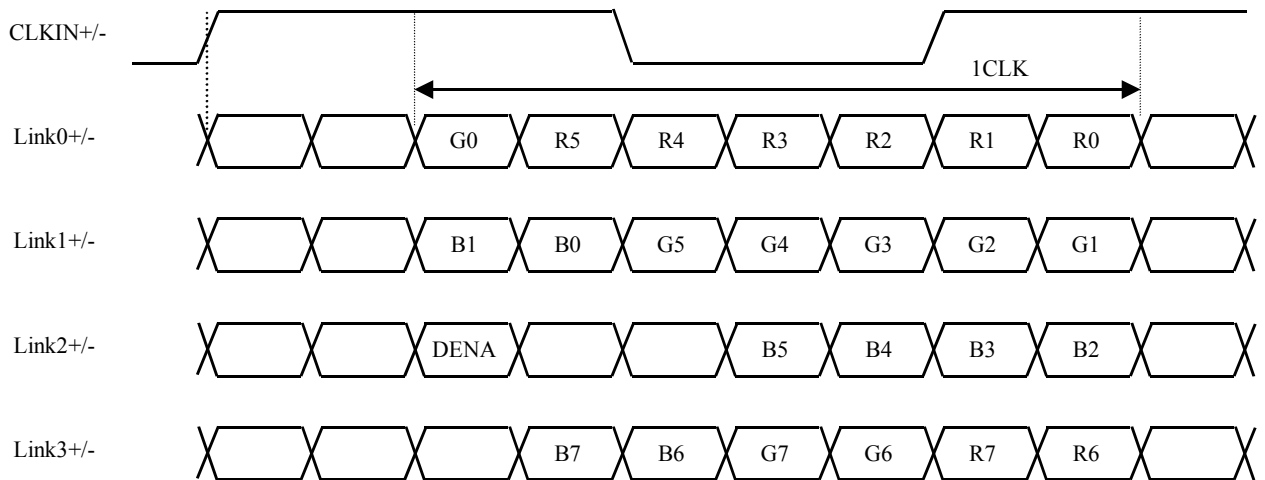 CLKIN+/-
1CLK
Link0+/- G0 R5 R4 R3 R2 R1 R0
Link1+/- B1 B0 G5 G4 G3 G2 G1
Link2+/- DENA B5 B4 B3 B2
Link3+/- B7 B6 G7 G6 R7 R6